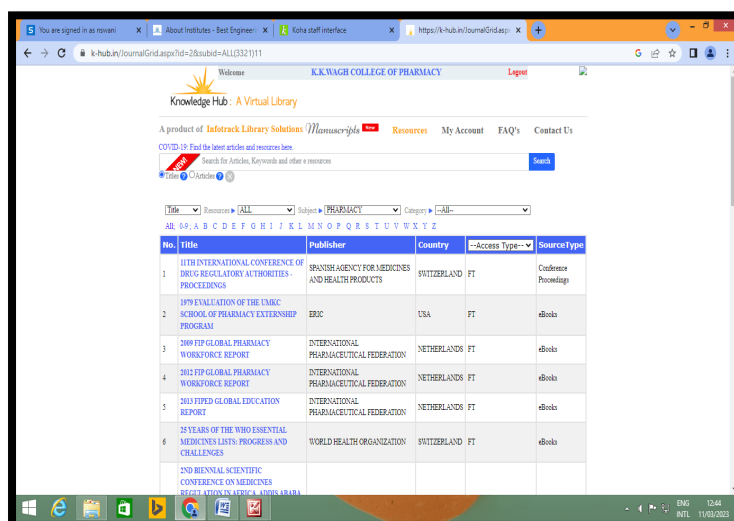 You are signed in as rowani
About Institutes - Best Engineeri
Koha staff interface
https://k-hub.in/JournalGrid.asp
k-hub.in/JournalGrid.aspx?id=2&subid=ALL(3321)11
Welcome K.K.WAGH COLLEGE OF PHARMACY Logout
Knowledge Hub : A Virtual Library
A product of Infotrack Library Solutions Manuscripts New Resources My Account FAQ's Contact Us
COVID-19: Find the latest articles and resources here.
NEW! Search for Articles, Keywords and other e resources Search
Titles ? Articles ?
Title Resources ALL Subject PHARMACY Category --All--
All; 0-9; A B C D E F G H I J K L M N O P Q R S T U V W X Y Z
No. Title Publisher Country --Access Type-- SourceType
1 11TH INTERNATIONAL CONFERENCE OF DRUG REGULATORY AUTHORITIES - PROCEEDINGS SPANISH AGENCY FOR MEDICINES AND HEALTH PRODUCTS SWITZERLAND FT Conference Proceedings
2 1979 EVALUATION OF THE UMKC SCHOOL OF PHARMACY EXTERNSHIP PROGRAM ERIC USA FT eBooks
3 2009 FIP GLOBAL PHARMACY WORKFORCE REPORT INTERNATIONAL PHARMACEUTICAL FEDERATION NETHERLANDS FT eBooks
4 2012 FIP GLOBAL PHARMACY WORKFORCE REPORT INTERNATIONAL PHARMACEUTICAL FEDERATION NETHERLANDS FT eBooks
5 2013 FIPED GLOBAL EDUCATION REPORT INTERNATIONAL PHARMACEUTICAL FEDERATION NETHERLANDS FT eBooks
6 25 YEARS OF THE WHO ESSENTIAL MEDICINES LISTS: PROGRESS AND CHALLENGES WORLD HEALTH ORGANIZATION SWITZERLAND FT eBooks
2ND BIENNIAL SCIENTIFIC
CONFERENCE ON MEDICINES
REGULATION IN AFRICA, ADDIS ABABA
ENG 12:44
INTL 11/03/2023